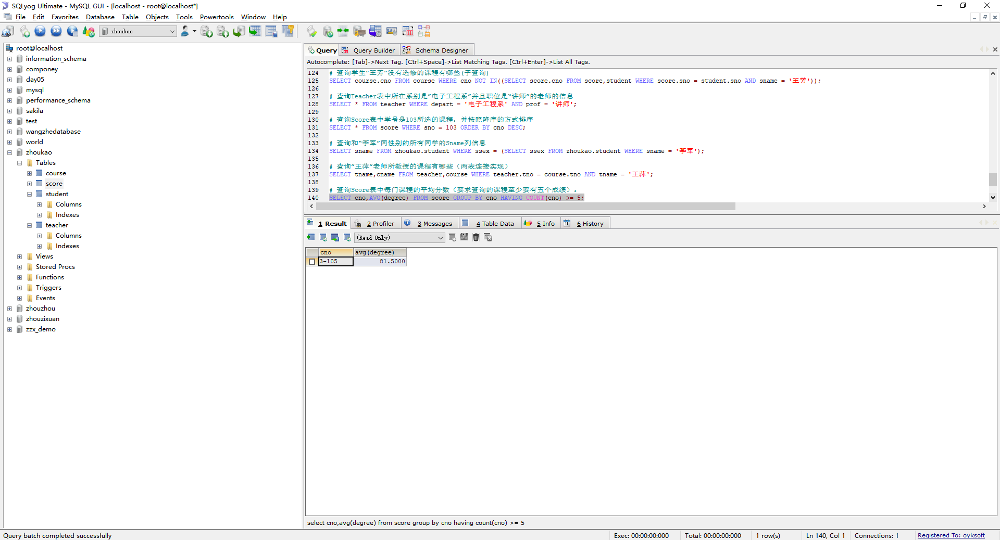 SQLyog Ultimate - MySQL GUI - [localhost - root@localhost*]
File Edit Favorites Database Table Objects Tools Powertools Window Help
zhoukao
root@localhost
information_schema
componey
day05
mysql
performance_schema
sakila
test
wangzhedatabase
world
zhoukao
Tables
course
score
student
Columns
Indexes
teacher
Columns
Indexes
Views
Stored Procs
Functions
Triggers
Events
zhouzhou
zhouzixuan
zzx_demo
Query Query Builder Schema Designer
Autocomplete: [Tab]->Next Tag. [Ctrl+Space]->List Matching Tags. [Ctrl+Enter]->List All Tags.
124 # 查询学生”王芳”没有选修的课程有哪些(子查询)
125 SELECT course.cno FROM course WHERE cno NOT IN((SELECT score.cno FROM score,student WHERE score.sno = student.sno AND sname = '王芳'));
126
127 # 查询Teacher表中所在系别是”电子工程系”并且职位是“讲师”的老师的信息
128 SELECT * FROM teacher WHERE depart = '电子工程系' AND prof = '讲师';
129
130 # 查询Score表中学号是103所选的课程，并按照降序的方式排序
131 SELECT * FROM score WHERE sno = 103 ORDER BY cno DESC;
132
133 # 查询和“李军”同性别的所有同学的Sname列信息
134 SELECT sname FROM zhoukao.student WHERE ssex = (SELECT ssex FROM zhoukao.student WHERE sname = '李军');
135
136 # 查询”王萍”老师所教授的课程有哪些（两表连接实现）
137 SELECT tname,cname FROM teacher,course WHERE teacher.tno = course.tno AND tname = '王萍';
138
139 # 查询Score表中每门课程的平均分数（要求查询的课程至少要有五个成绩）。
140 SELECT cno,AVG(degree) FROM score GROUP BY cno HAVING COUNT(cno) >= 5;
1 Result 2 Profiler 3 Messages 4 Table Data 5 Info 18 6 History
(Read Only)
cno avg(degree)
3-105 81.5000
select cno,avg(degree) from score group by cno having count(cno) >= 5
Query batch completed successfully Exec: 00:00:00:000 Total: 00:00:00:000 1 row(s) Ln 140, Col 1 Connections: 1 Registered To: ovksoft